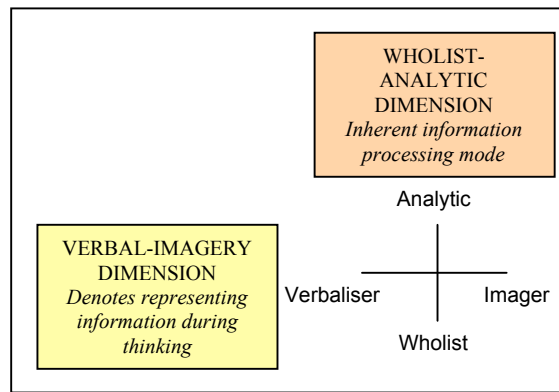 WHOLIST-
ANALYTIC
DIMENSION
Inherent information
processing mode
Analytic
VERBAL-IMAGERY
DIMENSION
Denotes representing
information during
thinking
Verbaliser
Imager
Wholist